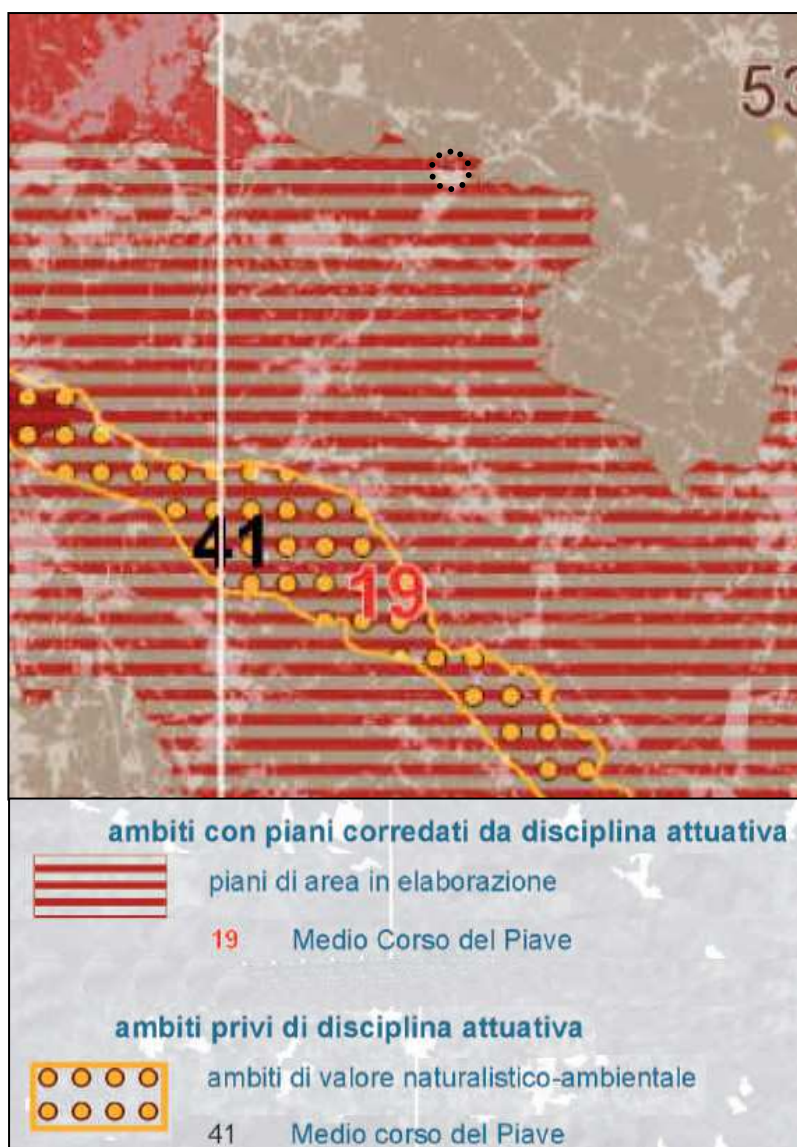 53
41
19
ambiti con piani corredati da disciplina attuativa
piani di area in elaborazione
19 Medio Corso del Piave
ambiti privi di disciplina attuativa
ambiti di valore naturalistico-ambientale
41 Medio corso del Piave